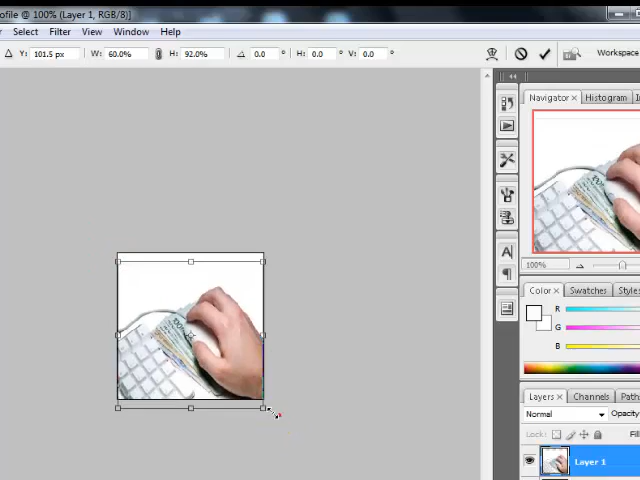 ofile @ 100% (Layer 1, RGB/8)
Select Filter View Window Help
Y: 101.5 px W: 60.0% H: 92.0% 0.0 ° H: 0.0 ° V: 0.0 ° Workspace
Navigator × Histogram
100%
Color × Swatches Styles
R
G
B
Layers × Channels Paths
Normal Opacity
Lock: Fill
Layer 1